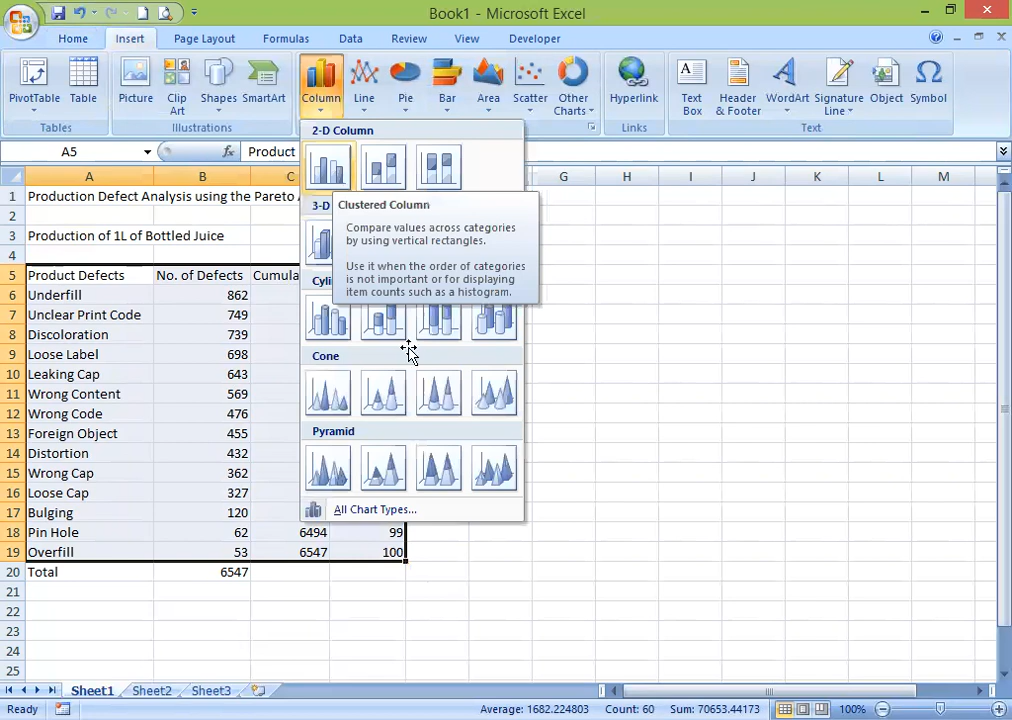 Book1 - Microsoft Excel
Home Insert Page Layout Formulas Data Review View Developer
PivotTable Table Picture Clip Art Shapes SmartArt Column Line Pie Bar Area Scatter Other Charts Hyperlink Text Box Header & Footer WordArt Signature Line Object Symbol
Tables Illustrations Links Text
A5 fx Product
2-D Column
A B C G H I J K L M
1 Production Defect Analysis using the Pareto
3-D
Clustered Column
Compare values across categories
by using vertical rectangles.
Use it when the order of categories
is not important or for displaying
item counts such as a histogram.
2
3 Production of 1L of Bottled Juice
4
5 Product Defects No. of Defects Cumula
6 Underfill 862
7 Unclear Print Code 749
8 Discoloration 739
9 Loose Label 698
10 Leaking Cap 643
11 Wrong Content 569
12 Wrong Code 476
13 Foreign Object 455
14 Distortion 432
15 Wrong Cap 362
16 Loose Cap 327
17 Bulging 120
18 Pin Hole 62 6494 99
19 Overfill 53 6547 100
20 Total 6547
21
22
23
24
25
Cyli
Cone
Pyramid
All Chart Types...
Sheet1 Sheet2 Sheet3
Ready Average: 1682.224803 Count: 60 Sum: 70653.44173 100%